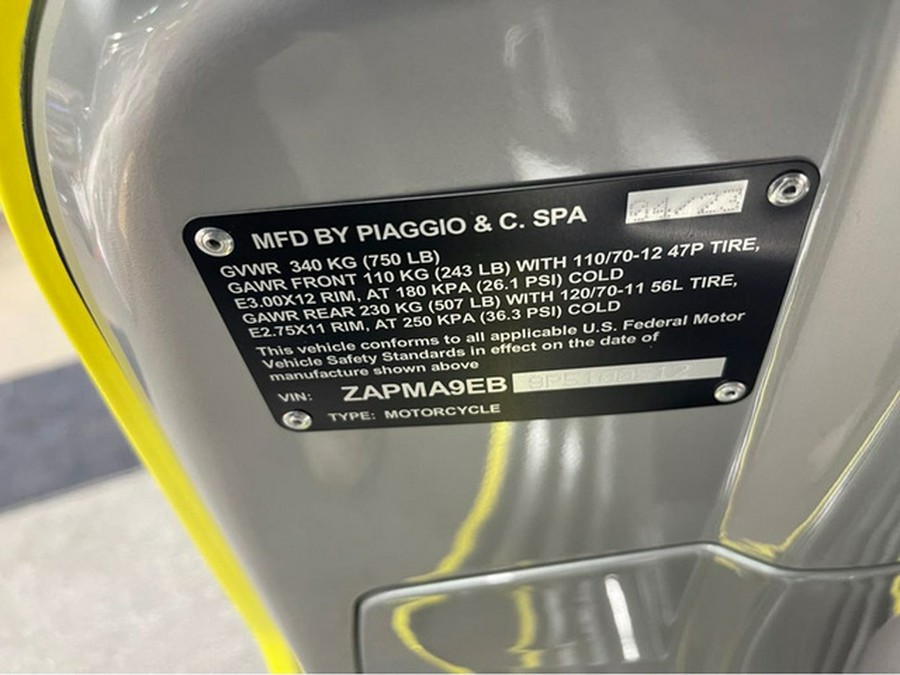 MFD BY PIAGGIO & C. SPA 04/23
GVWR 340 KG (750 LB)
GAWR FRONT 110 KG (243 LB) WITH 110/70-12 47P TIRE,
E3.00X12 RIM, AT 180 KPA (26.1 PSI) COLD
GAWR REAR 230 KG (507 LB) WITH 120/70-11 56L TIRE,
E2.75X11 RIM, AT 250 KPA (36.3 PSI) COLD
This vehicle conforms to all applicable U.S. Federal Motor
Vehicle Safety Standards in effect on the date of
manufacture shown above
VIN: ZAPMA9EB
TYPE: MOTORCYCLE